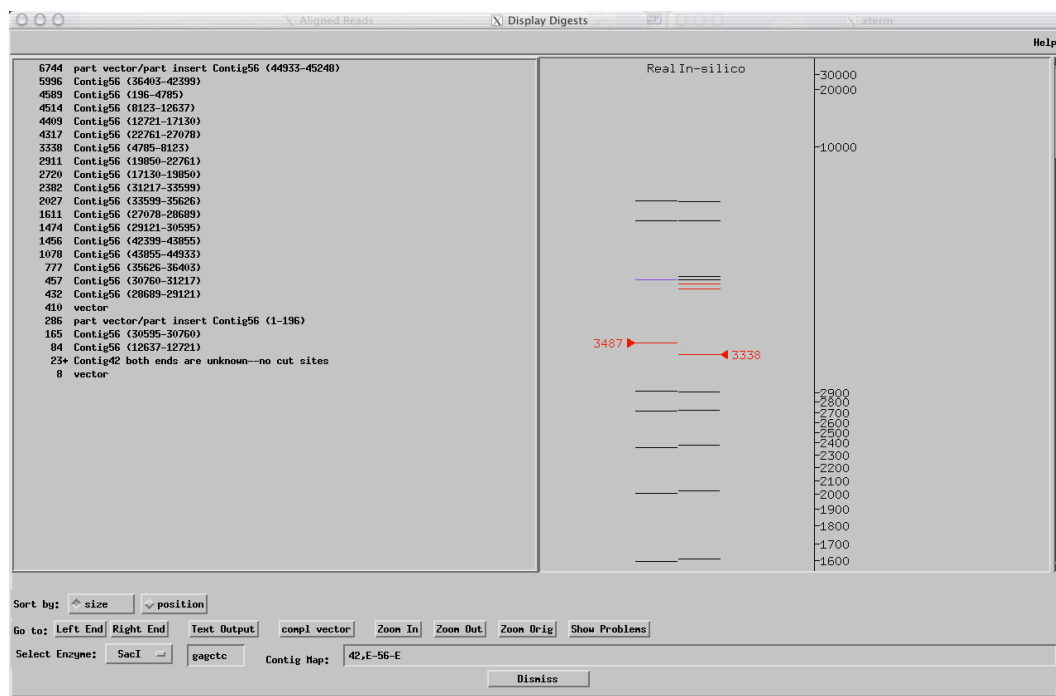 Aligned Reads
Display Digests
xterm
Help
6744 part vector/part insert Contig56 (44933-45248)
5996 Contig56 (36403-42399)
4589 Contig56 (196-4785)
4514 Contig56 (8123-12637)
4409 Contig56 (12721-17130)
4317 Contig56 (22761-27078)
3338 Contig56 (4785-8123)
2911 Contig56 (19850-22761)
2720 Contig56 (17130-19850)
2382 Contig56 (31217-33599)
2027 Contig56 (33599-35626)
1611 Contig56 (27078-28689)
1474 Contig56 (29121-30595)
1456 Contig56 (42399-43855)
1078 Contig56 (43855-44933)
777 Contig56 (35626-36403)
457 Contig56 (30760-31217)
432 Contig56 (28689-29121)
410 vector
286 part vector/part insert Contig56 (1-196)
165 Contig56 (30595-30760)
84 Contig56 (12637-12721)
23+ Contig42 both ends are unknown--no cut sites
8 vector
Real In-silico
30000
20000
10000
3487
3338
2900
2800
2700
2600
2500
2400
2300
2200
2100
2000
1900
1800
1700
1600
Sort by: size position
Go to: Left End Right End Text Output compl vector Zoom In Zoom Out Zoom Orig Show Problems
Select Enzyme: SacI gagctc Contig Map: 42,E-56-E
Dismiss